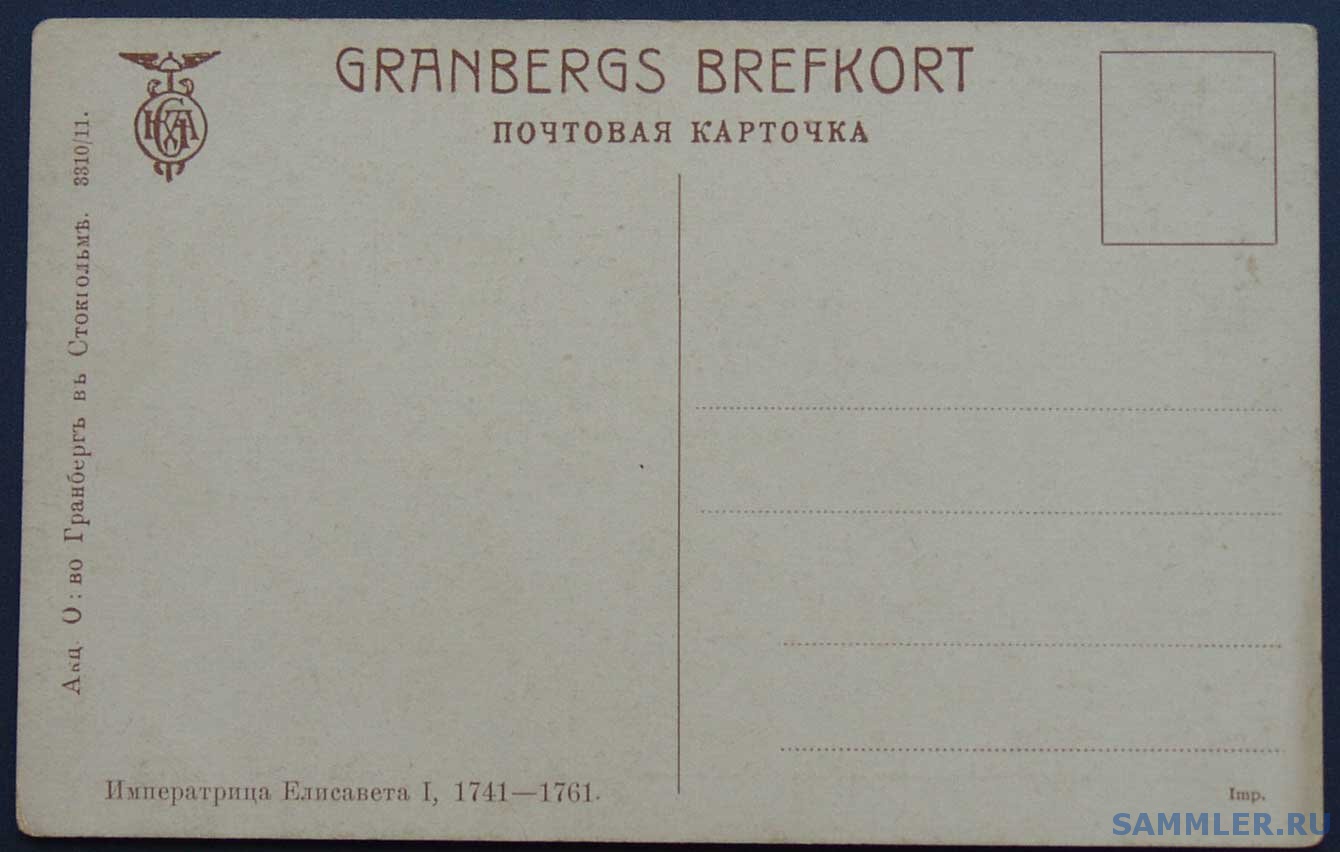 GRANBERGS BREFKORT
ПОЧТОВАЯ КАРТОЧКА
Акц. О:во Гранбергъ въ Стокгольмѣ. 3310/11.
Императрица Елисавета I, 1741—1761.
Imp.
SAMMLER.RU